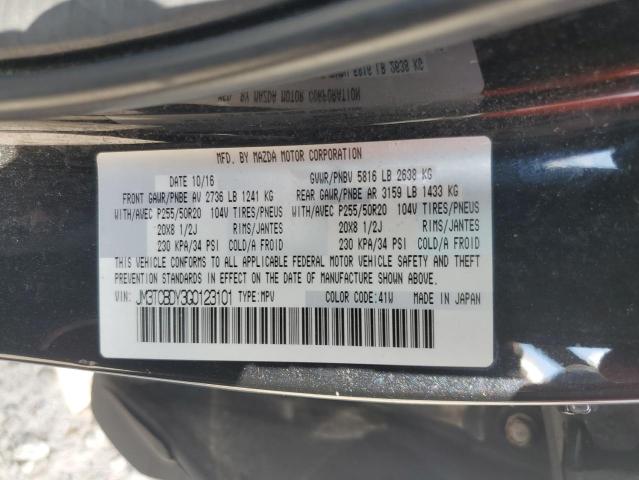 MFD. BY MAZDA MOTOR CORPORATION
DATE 10/16 GVWR/PNBV 5816 LB 2638 KG
FRONT GAWR/PNBE AV 2736 LB 1241 KG REAR GAWR/PNBE AR 3159 LB 1433 KG
WITH/AVEC P255/50R20 104V TIRES/PNEUS WITH/AVEC P255/50R20 104V TIRES/PNEUS
20X8 1/2J RIMS/JANTES 20X8 1/2J RIMS/JANTES
230 KPA/34 PSI COLD/A FROID 230 KPA/34 PSI COLD/A FROID
THIS VEHICLE CONFORMS TO ALL APPLICABLE FEDERAL MOTOR VEHICLE SAFETY AND THEFT
PREVENTION STANDARDS IN EFFECT ON THE DATE OF MANUFACTURE SHOWN ABOVE.
VIN: JM3TCBDY3G0123101 TYPE:MPV COLOR CODE:41W MADE IN JAPAN